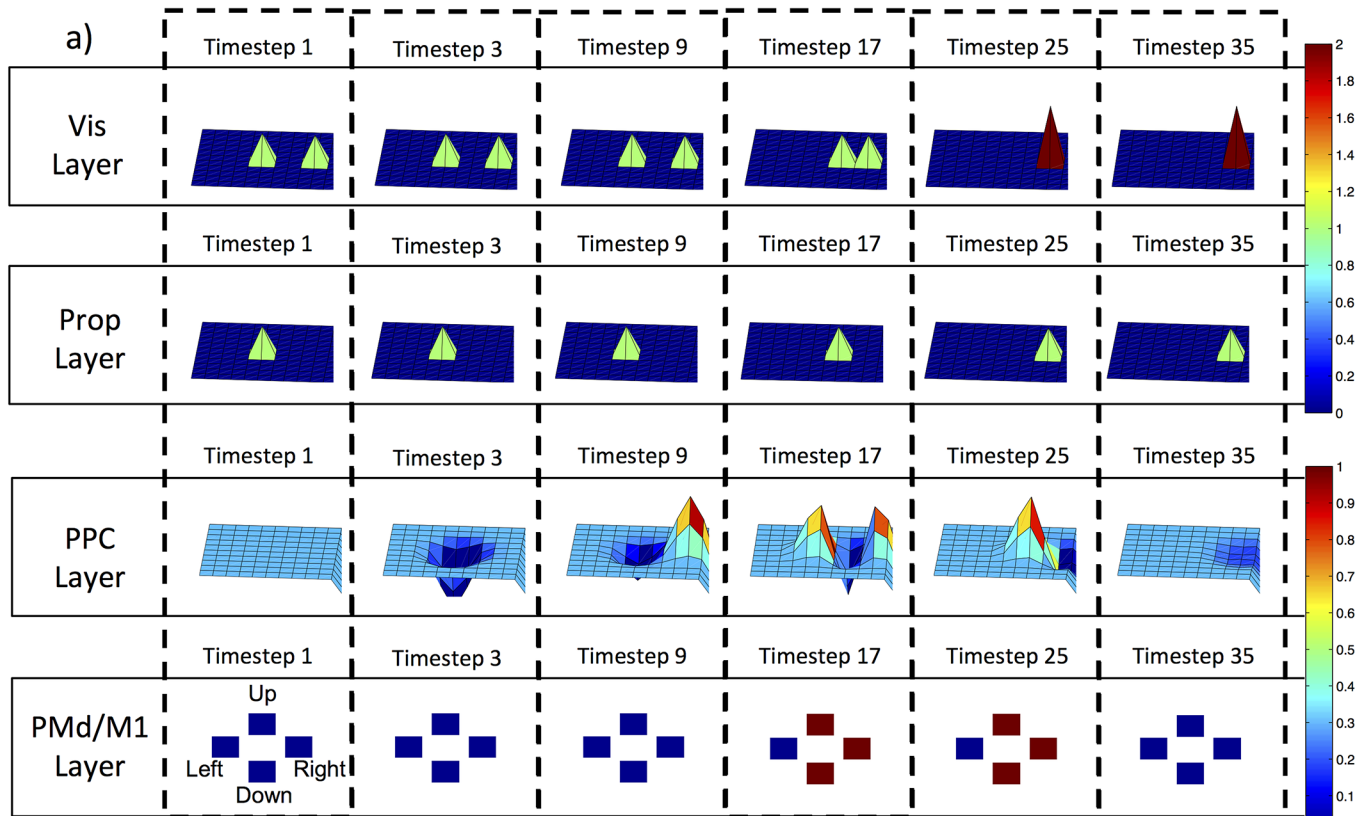 a)
Timestep 1 Timestep 3 Timestep 9 Timestep 17 Timestep 25 Timestep 35
Vis
Layer
Timestep 1 Timestep 3 Timestep 9 Timestep 17 Timestep 25 Timestep 35
Prop
Layer
2
1.8
1.6
1.4
1.2
1
0.8
0.6
0.4
0.2
0
Timestep 1 Timestep 3 Timestep 9 Timestep 17 Timestep 25 Timestep 35
PPC
Layer
Timestep 1 Timestep 3 Timestep 9 Timestep 17 Timestep 25 Timestep 35
PMd/M1
Layer
Up
Left Right
Down
1
0.9
0.8
0.7
0.6
0.5
0.4
0.3
0.2
0.1